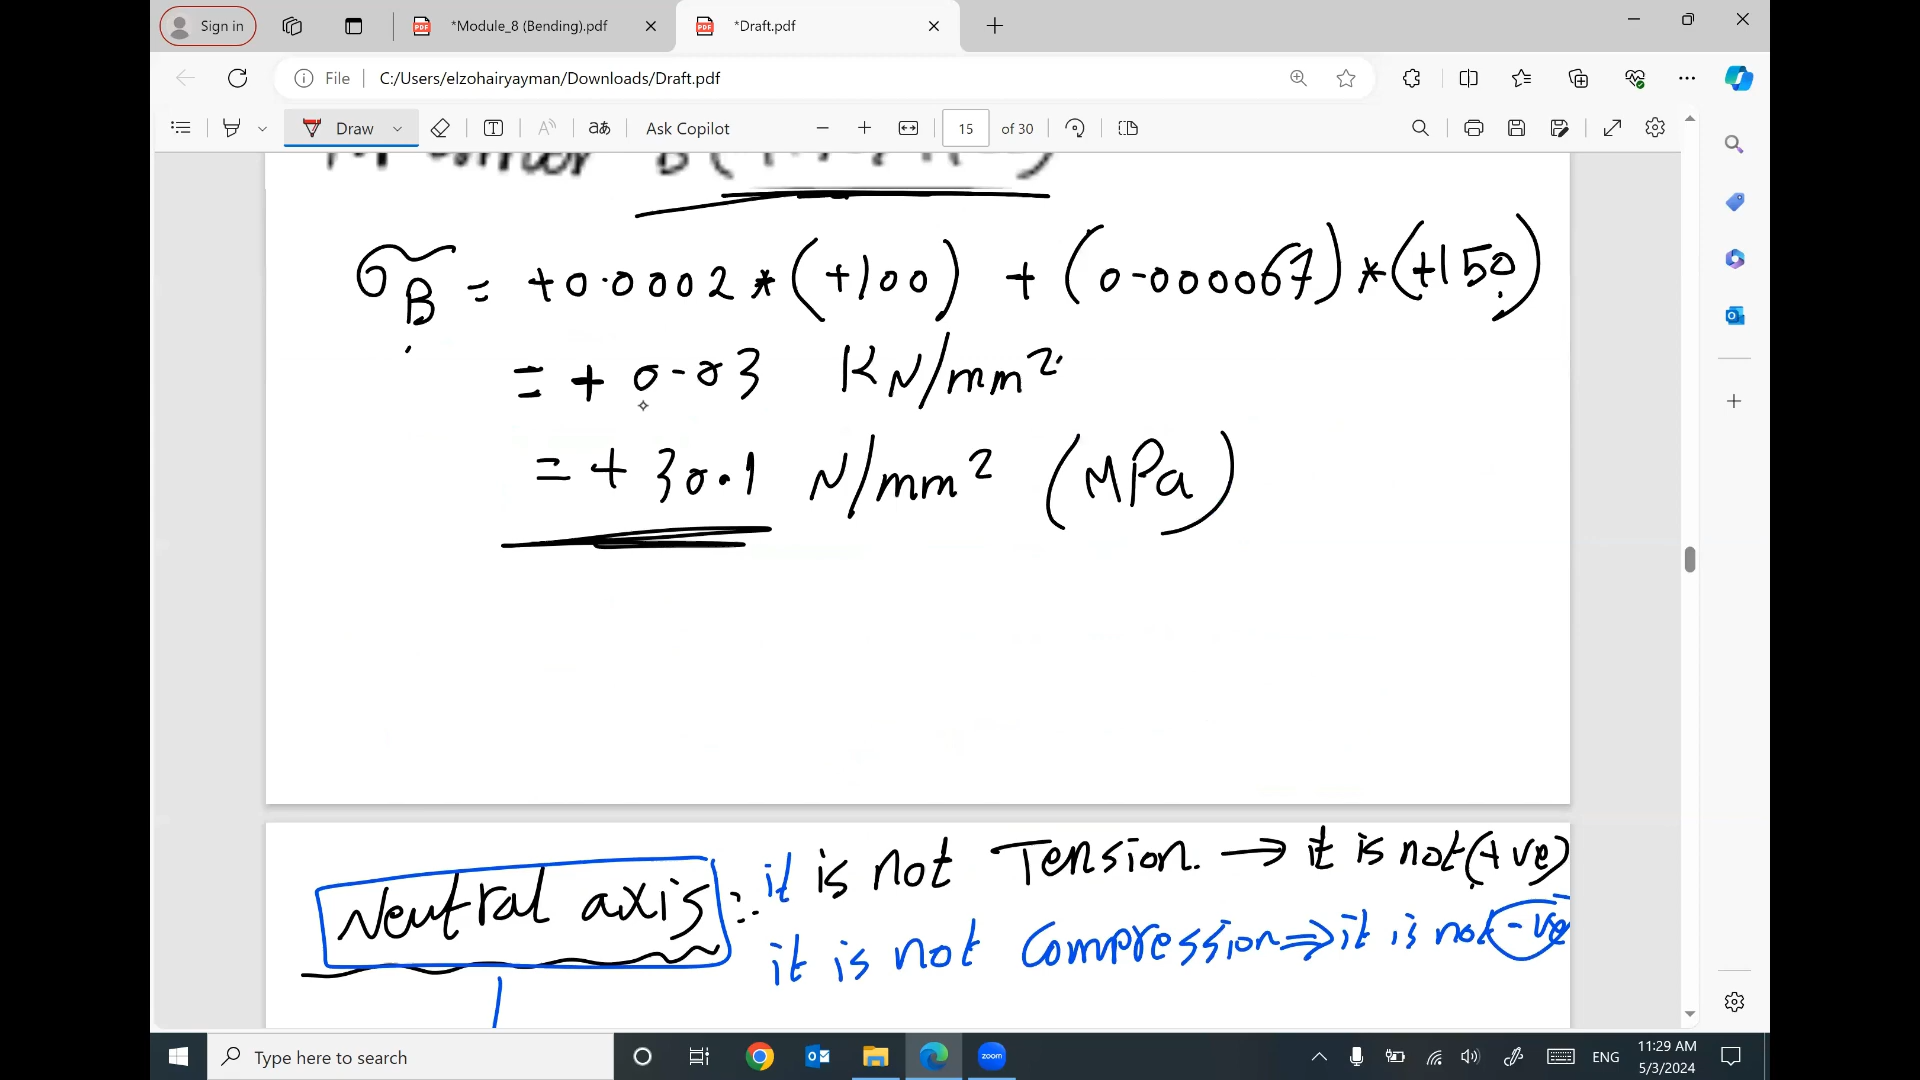 Sign in
*Module_8 (Bending).pdf
*Draft.pdf
File
C:/Users/elzohairyayman/Downloads/Draft.pdf
Draw
Ask Copilot
15
of 30
σB = +0.0002 * (+100) + (0.000067) * (+150)
= + 0.03 KN/mm²
= + 30.1 N/mm² (MPa)
Neutral axis :- it is not Tension. → it is not (+ve)
it is not compression ⇒ it is not -ve
Type here to search
zoom
ENG
11:29 AM
5/3/2024